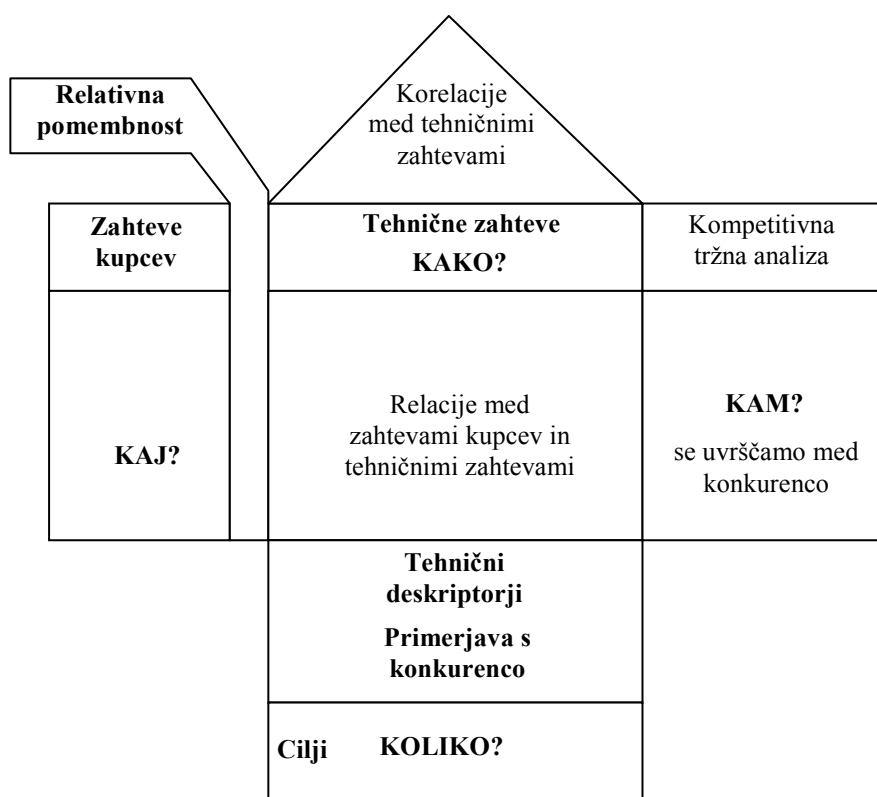 Korelacije
med tehničnimi
zahtevami
Relativna
pomembnost
Zahteve
kupcev
Tehnične zahteve
KAKO?
Kompetitivna
tržna analiza
KAJ?
Relacije med
zahtevami kupcev in
tehničnimi zahtevami
KAM?
se uvrščamo med
konkurenco
Tehnični
deskriptorji
Primerjava s
konkurenco
Cilji KOLIKO?